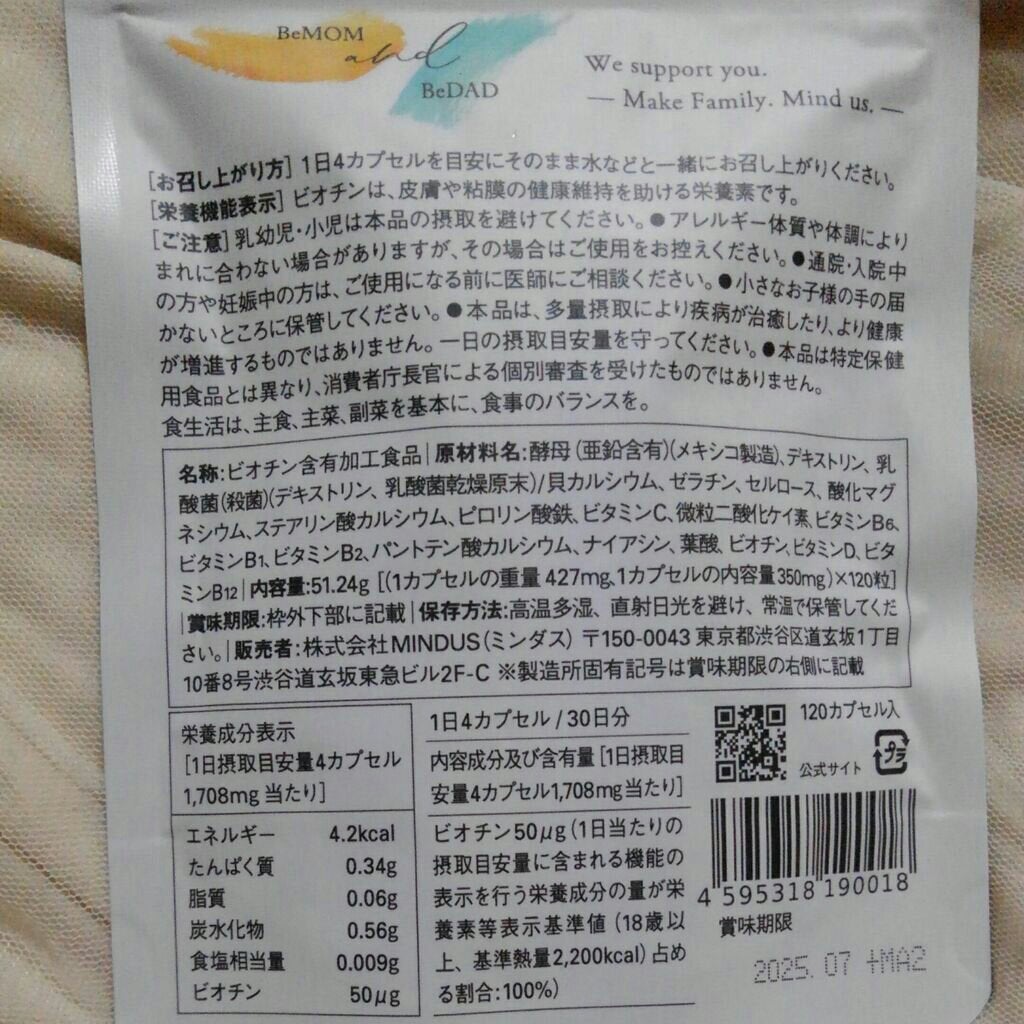 BeMOM
and
BeDAD
We support you.
— Make Family. Mind us. —
[お召し上がり方] 1日4カプセルを目安にそのまま水などと一緒にお召し上がりください。
[栄養機能表示] ビオチンは、皮膚や粘膜の健康維持を助ける栄養素です。
[ご注意] 乳幼児・小児は本品の摂取を避けてください。●アレルギー体質や体調により
まれに合わない場合がありますが、その場合はご使用をお控えください。●通院・入院中
の方や妊娠中の方は、ご使用になる前に医師にご相談ください。●小さなお子様の手の届
かないところに保管してください。●本品は、多量摂取により疾病が治癒したり、より健康
が増進するものではありません。一日の摂取目安量を守ってください。●本品は特定保健
用食品とは異なり、消費者庁長官による個別審査を受けたものではありません。
食生活は、主食、主菜、副菜を基本に、食事のバランスを。
名称:ビオチン含有加工食品|原材料名:酵母(亜鉛含有)(メキシコ製造)、デキストリン、乳
酸菌(殺菌)(デキストリン、乳酸菌乾燥原末)/貝カルシウム、ゼラチン、セルロース、酸化マグ
ネシウム、ステアリン酸カルシウム、ピロリン酸鉄、ビタミンC、微粒二酸化ケイ素、ビタミンB6、
ビタミンB1、ビタミンB2、パントテン酸カルシウム、ナイアシン、葉酸、ビオチン、ビタミンD、ビタ
ミンB12|内容量:51.24g [(1カプセルの重量 427mg、1カプセルの内容量350mg)×120粒]
|賞味期限:枠外下部に記載|保存方法:高温多湿、直射日光を避け、常温で保管してくだ
さい。|販売者:株式会社MINDUS(ミンダス) 〒150-0043 東京都渋谷区道玄坂1丁目
10番8号渋谷道玄坂東急ビル2F-C ※製造所固有記号は賞味期限の右側に記載
栄養成分表示
[1日摂取目安量4カプセル
1,708mg 当たり]
エネルギー 4.2kcal
たんぱく質 0.34g
脂質 0.06g
炭水化物 0.56g
食塩相当量 0.009g
ビオチン 50μg
1日4カプセル / 30日分
内容成分及び含有量 [1日摂取目
安量4カプセル1,708mg当たり]
ビオチン50μg(1日当たりの
摂取目安量に含まれる機能の
表示を行う栄養成分の量が栄
養素等表示基準値(18歳以
上、基準熱量2,200kcal)占め
る割合:100%)
120カプセル入
公式サイト
プラ
4 595318 190018
賞味期限
2025.07 +MA2